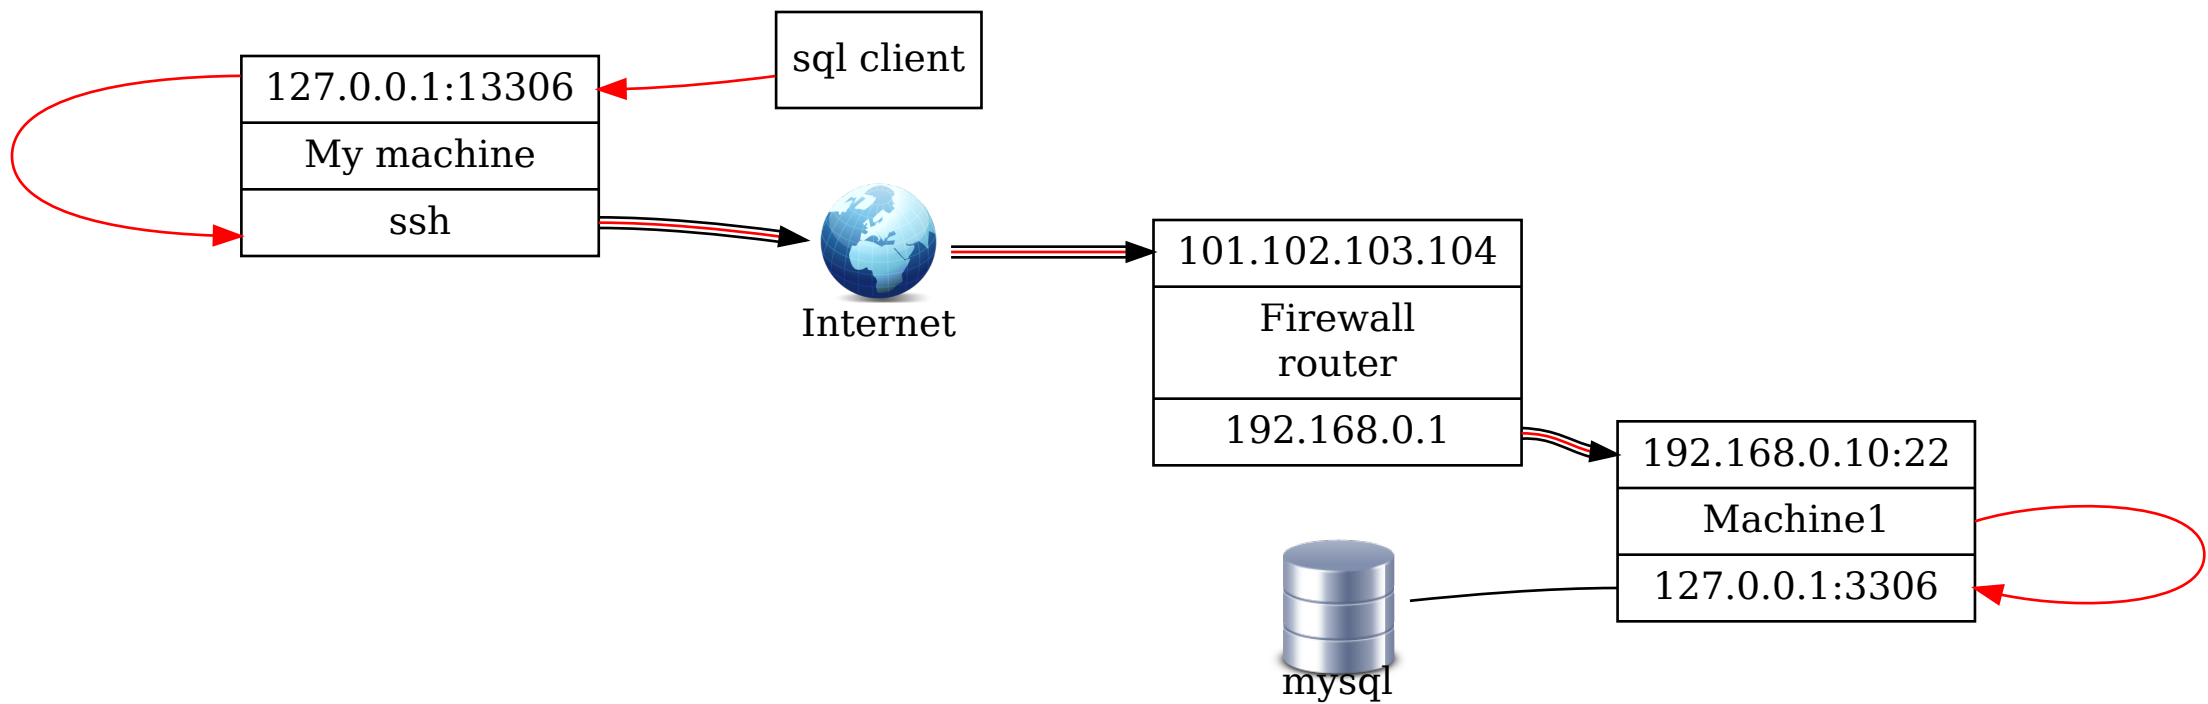 sql client
127.0.0.1:13306
My machine
ssh
Internet
101.102.103.104
Firewall
router
192.168.0.1
192.168.0.10:22
Machine1
127.0.0.1:3306
mysql